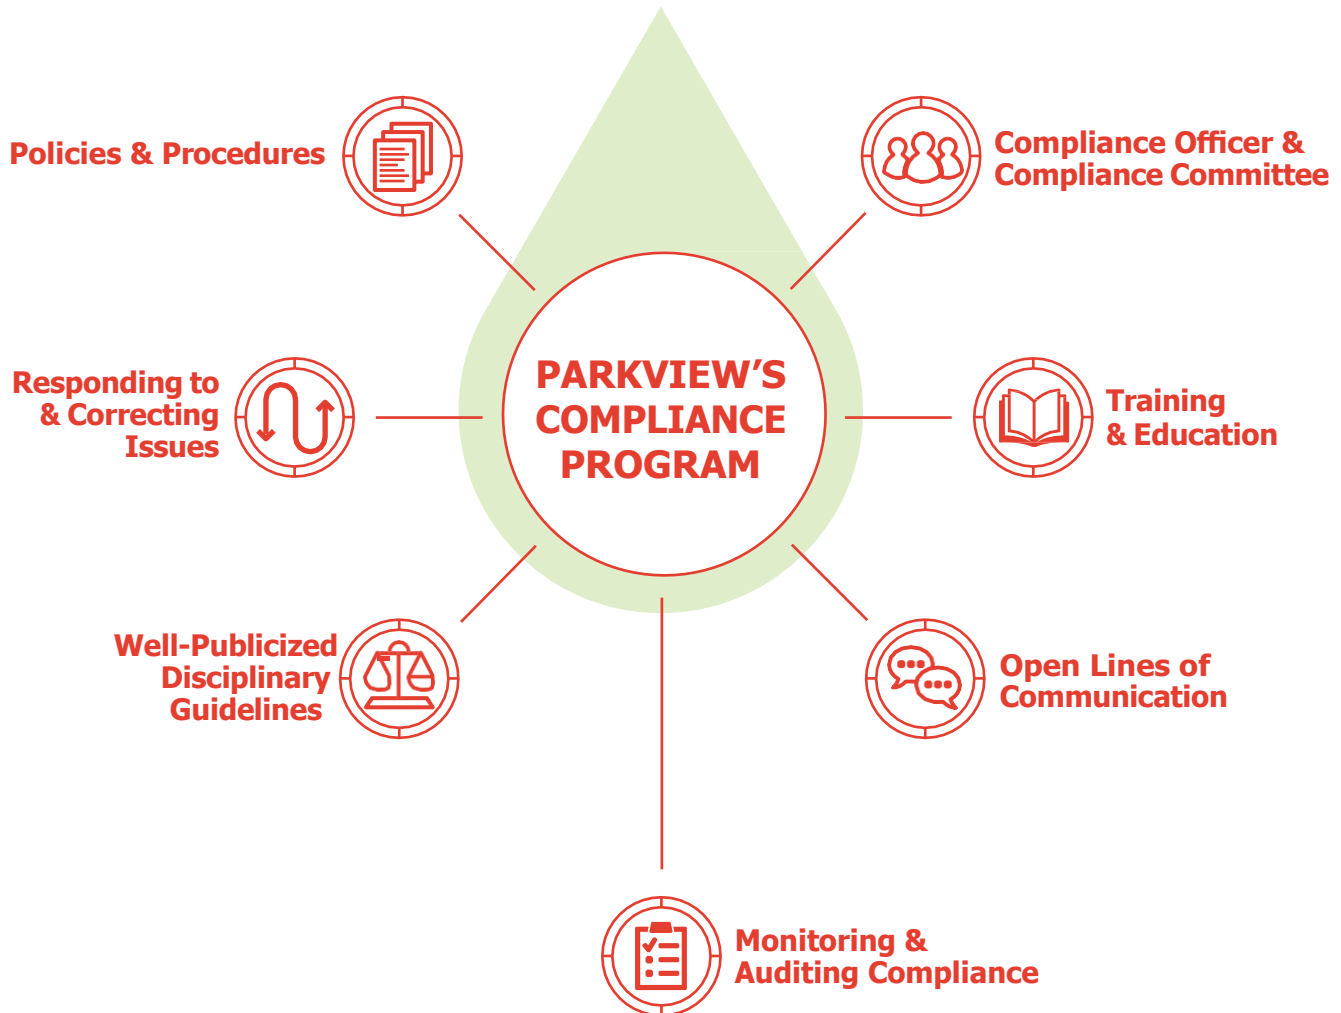 Policies & Procedures
Compliance Officer &
Compliance Committee
PARKVIEW’S
COMPLIANCE
PROGRAM
Responding to
& Correcting
Issues
Training
& Education
Well-Publicized
Disciplinary
Guidelines
Open Lines of
Communication
Monitoring &
Auditing Compliance